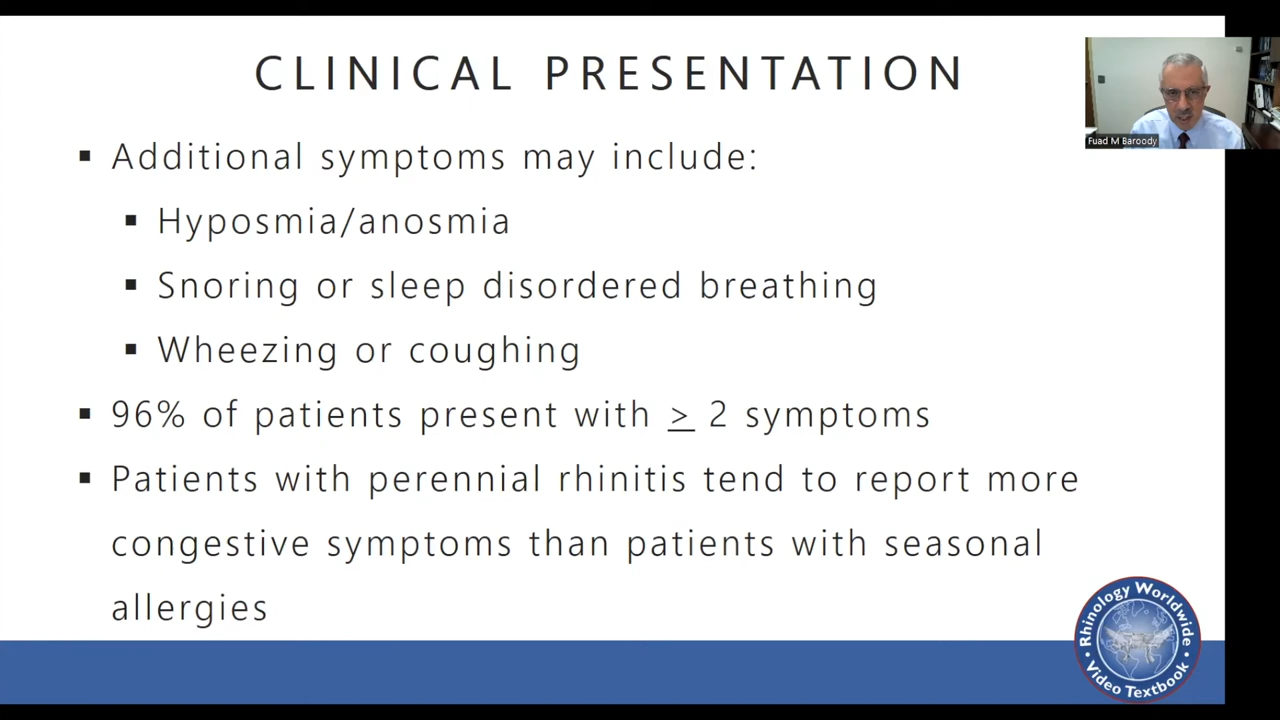 CLINICAL PRESENTATION
Fuad M Baroody
▪ Additional symptoms may include:
▪ Hyposmia/anosmia
▪ Snoring or sleep disordered breathing
▪ Wheezing or coughing
▪ 96% of patients present with > 2 symptoms
▪ Patients with perennial rhinitis tend to report more
congestive symptoms than patients with seasonal
allergies
Rhinology Worldwide
• Video Textbook •